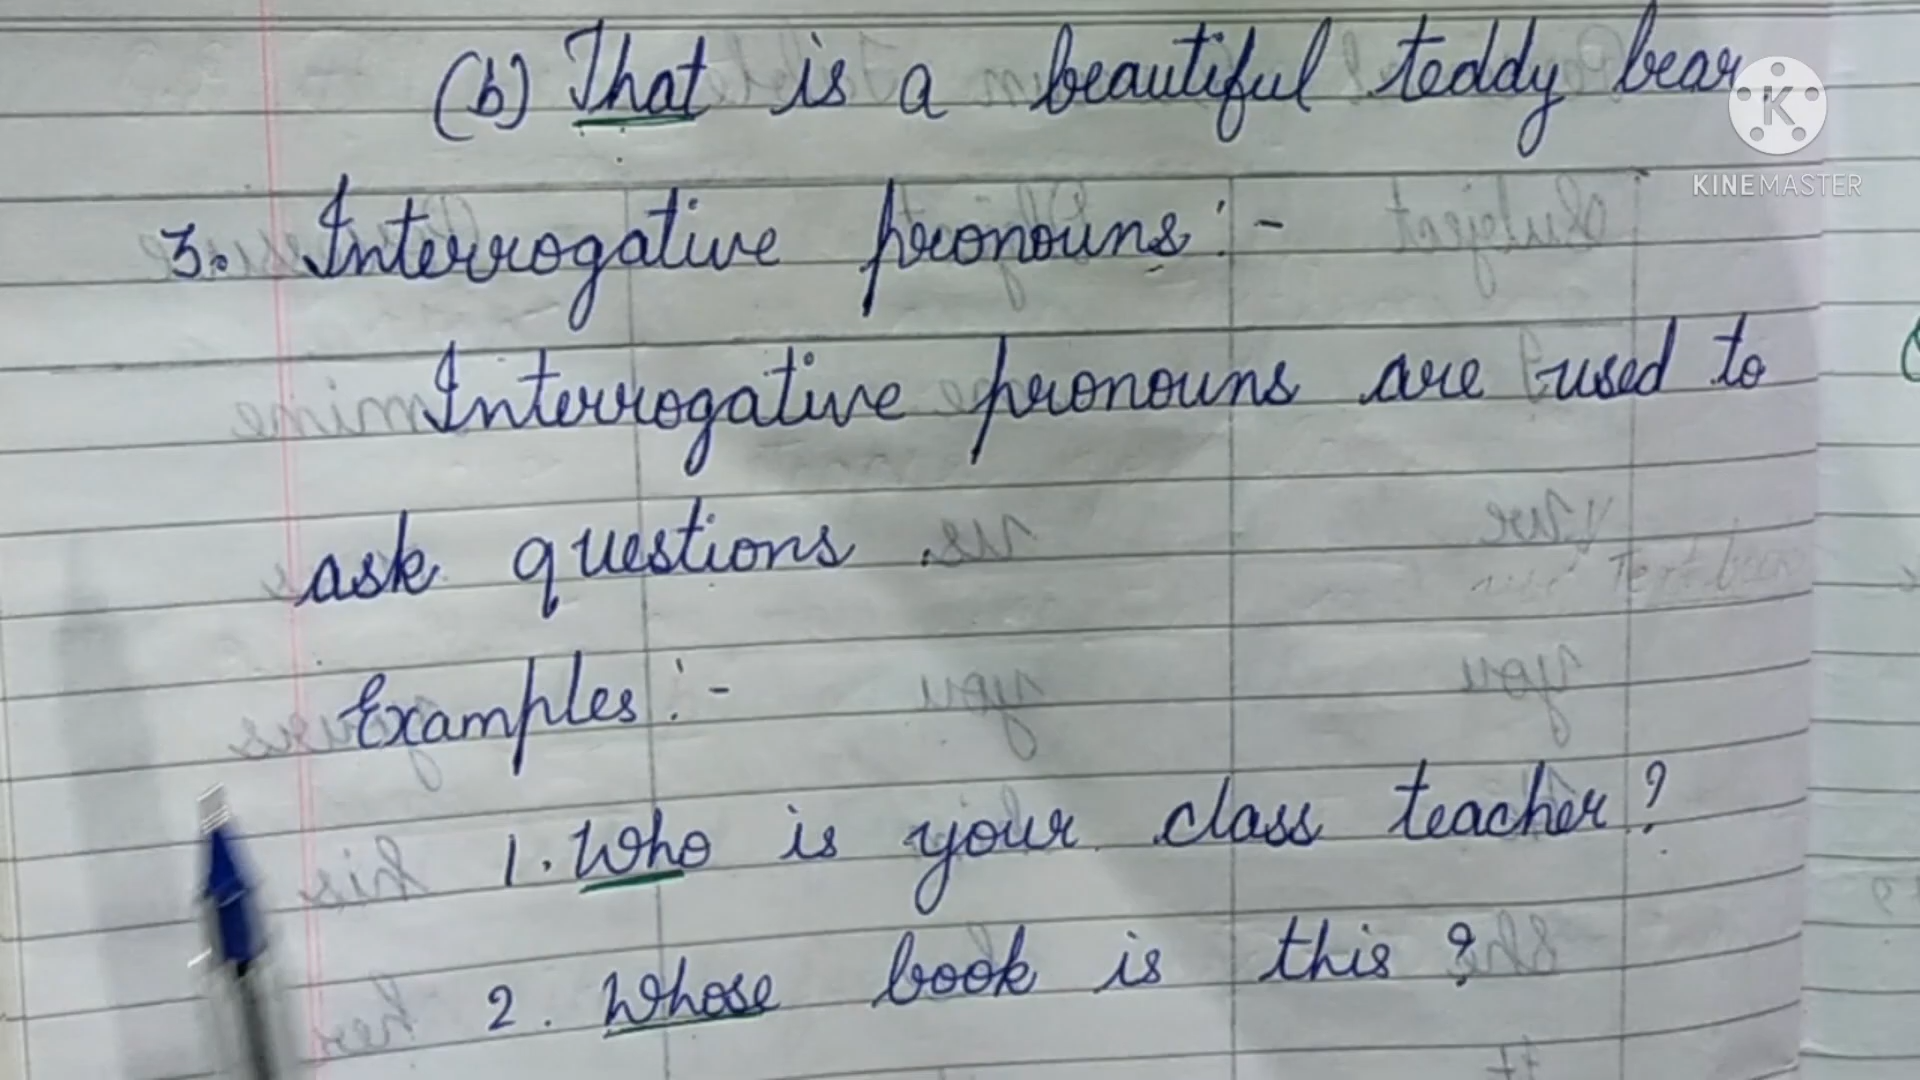 (b) That is a beautiful teddy bear
KINEMASTER
3. Interrogative pronouns :-
Interrogative pronouns are used to
ask questions .
Examples :-
1. Who is your class teacher ?
2. Whose book is this ?